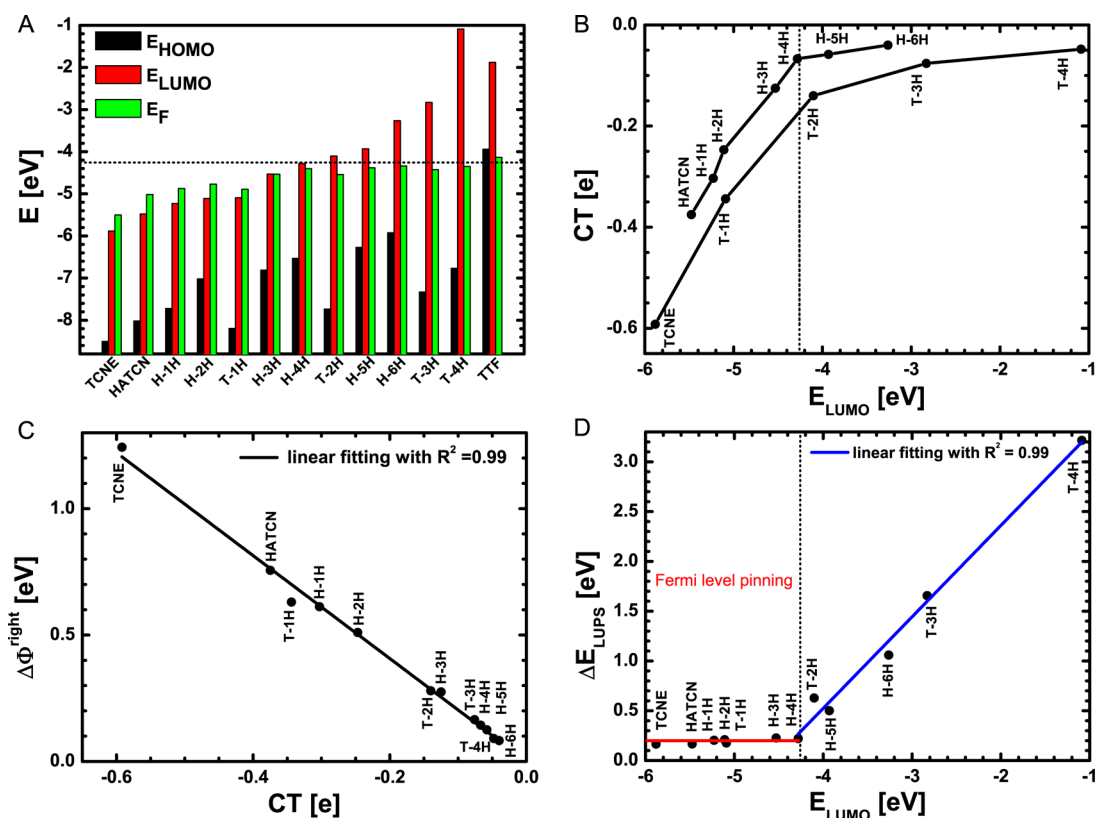 A
E_HOMO
E_LUMO
E_F
E [eV]
-1
-2
-3
-4
-5
-6
-7
-8
TCNE
HATCN
H-1H
H-2H
T-1H
H-3H
H-4H
T-2H
H-5H
H-6H
T-3H
T-4H
TTF
B
CT [e]
0.0
-0.2
-0.4
-0.6
TCNE
HATCN
H-1H
H-2H
T-1H
H-3H
H-4H
T-2H
H-5H
H-6H
T-3H
T-4H
-6
-5
-4
-3
-2
-1
E_LUMO [eV]
C
linear fitting with R² =0.99
ΔΦ^right [eV]
1.0
0.5
0.0
TCNE
HATCN
T-1H
H-1H
H-2H
T-2H
H-3H
T-3H
H-4H
H-5H
T-4H
H-6H
-0.6
-0.4
-0.2
0.0
CT [e]
D
linear fitting with R² = 0.99
Fermi level pinning
ΔE_LUPS [eV]
3.0
2.5
2.0
1.5
1.0
0.5
0.0
TCNE
HATCN
H-1H
H-2H
T-1H
H-3H
H-4H
T-2H
H-5H
H-6H
T-3H
T-4H
-6
-5
-4
-3
-2
-1
E_LUMO [eV]